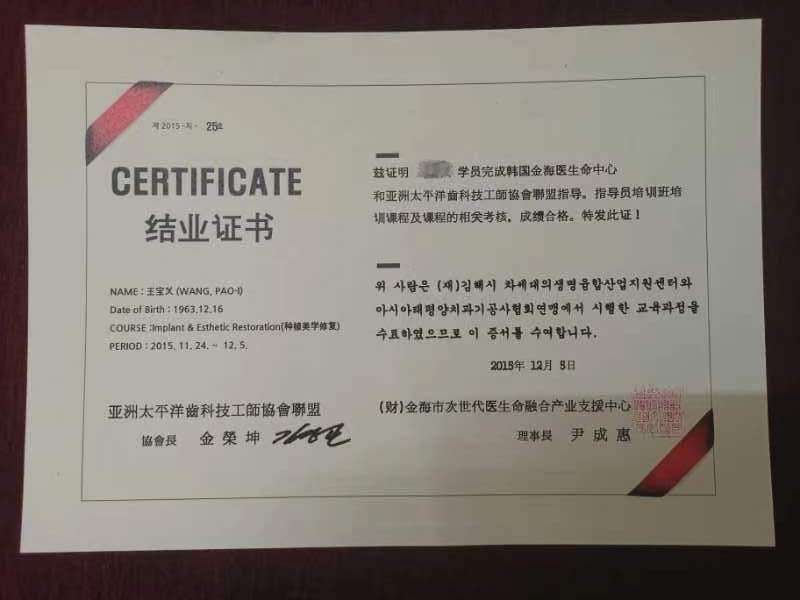 제 2015 - 치 - 25호
CERTIFICATE
结业证书
NAME : 王宝义 (WANG, PAO-I)
Date of Birth : 1963.12.16
COURSE :Implant & Esthetic Restoration(种植美学修复)
PERIOD : 2015. 11. 24. ~ 12. 5.
亚洲太平洋齒科技工師協會聯盟
協會長 金榮坤
兹证明 学员完成韩国金海医生命中心
和亚洲太平洋齒科技工師協會聯盟指导。指导员培训班培
训课程及课程的相关考核，成绩合格。特发此证！
위 사람은 (재)김해시 차세대의생명융합산업지원센터와
아시아태평양치과기공사협회연맹에서 시행한 교육과정을
수료하였으므로 이 증서를 수여합니다.
2015年 12月 5日
(财)金海市次世代医生命融合产业支援中心
理事長 尹成惠